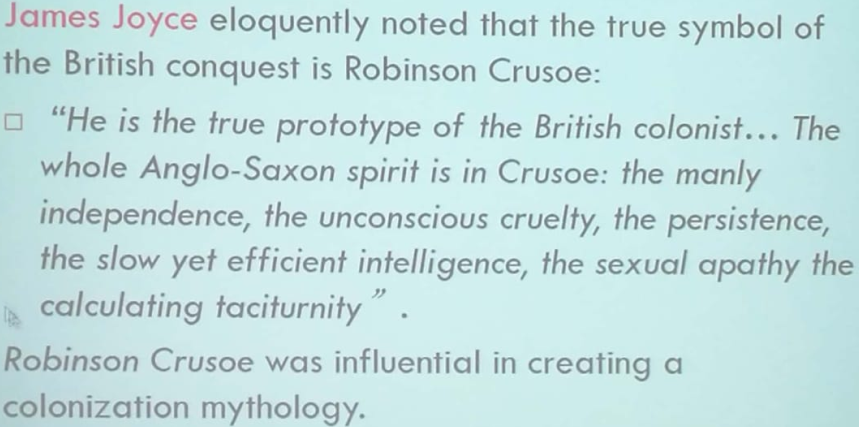 James Joyce eloquently noted that the true symbol of
the British conquest is Robinson Crusoe:
□ “He is the true prototype of the British colonist... The
whole Anglo-Saxon spirit is in Crusoe: the manly
independence, the unconscious cruelty, the persistence,
the slow yet efficient intelligence, the sexual apathy the
calculating taciturnity ” .
Robinson Crusoe was influential in creating a
colonization mythology.